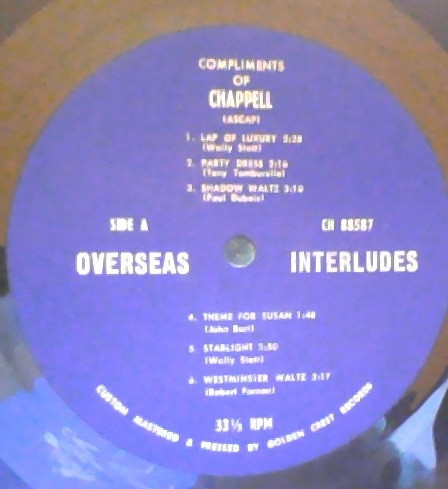 COMPLIMENTS
OF
CHAPPELL
(ASCAP)
1. LAP OF LUXURY 2:28
(Wally Stott)
2. PARTY DRESS 2:16
(Tony Tamburello)
3. SHADOW WALTZ 3:10
(Paul Dubois)
SIDE A
CH 88587
OVERSEAS
INTERLUDES
4. THEME FOR SUSAN 1:48
(John
5. STARLIGHT 2:50
(Wally Stott)
6. WESTMINSTER WALTZ 3:17
(Robert Farnon)
33⅓ RPM
CUSTOM MASTERED & PRESSED BY GOLDEN CREST RECORDS